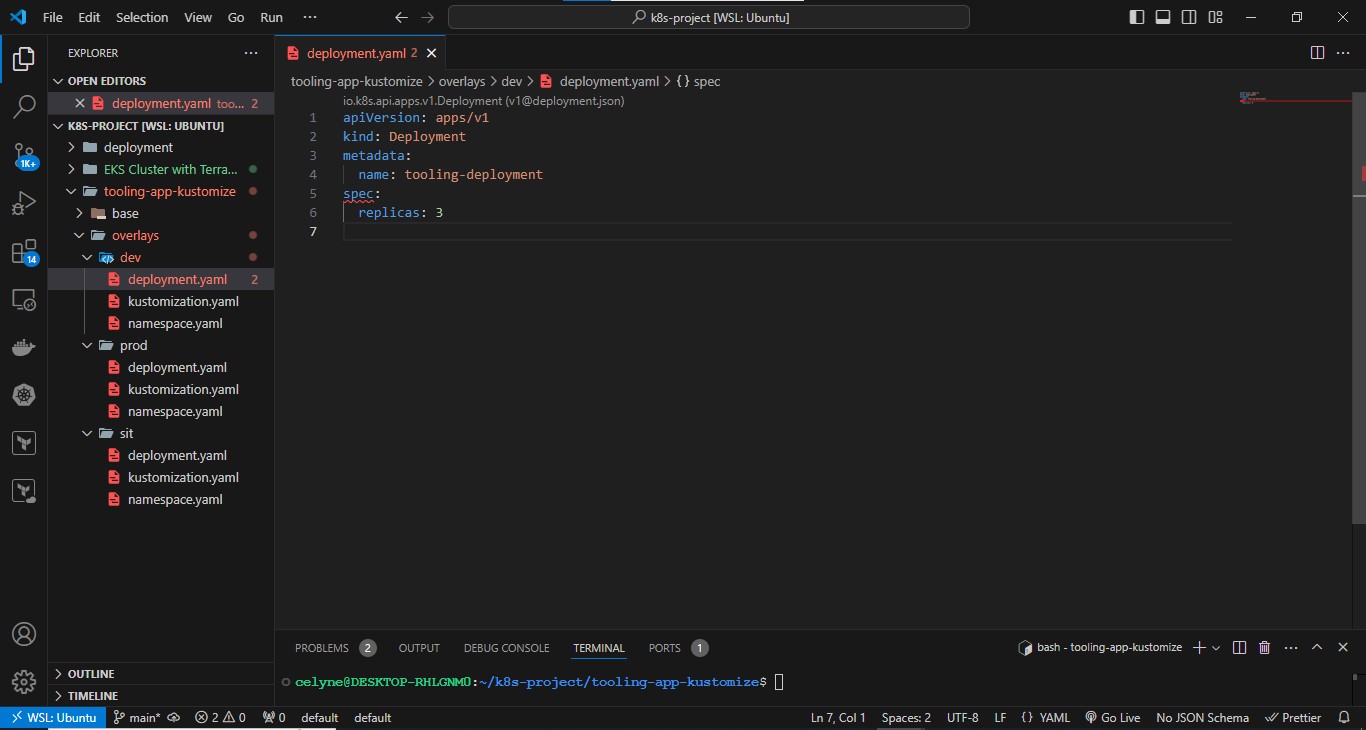 File Edit Selection View Go Run ··· k8s-project [WSL: Ubuntu]
EXPLORER ···
OPEN EDITORS
deployment.yaml too... 2
K8S-PROJECT [WSL: UBUNTU]
deployment
EKS Cluster with Terra...
tooling-app-kustomize
base
overlays
dev
deployment.yaml 2
kustomization.yaml
namespace.yaml
prod
deployment.yaml
kustomization.yaml
namespace.yaml
sit
deployment.yaml
kustomization.yaml
namespace.yaml
OUTLINE
TIMELINE
1K+
14
deployment.yaml 2
tooling-app-kustomize > overlays > dev > deployment.yaml > {} spec
io.k8s.api.apps.v1.Deployment (v1@deployment.json)
1 apiVersion: apps/v1
2 kind: Deployment
3 metadata:
4   name: tooling-deployment
5 spec:
6   replicas: 3
7
PROBLEMS 2 OUTPUT DEBUG CONSOLE TERMINAL PORTS 1 bash - tooling-app-kustomize
celyne@DESKTOP-RHLGNM0:~/k8s-project/tooling-app-kustomize$
WSL: Ubuntu main* 2 0 0 default default Ln 7, Col 1 Spaces: 2 UTF-8 LF {} YAML Go Live No JSON Schema Prettier